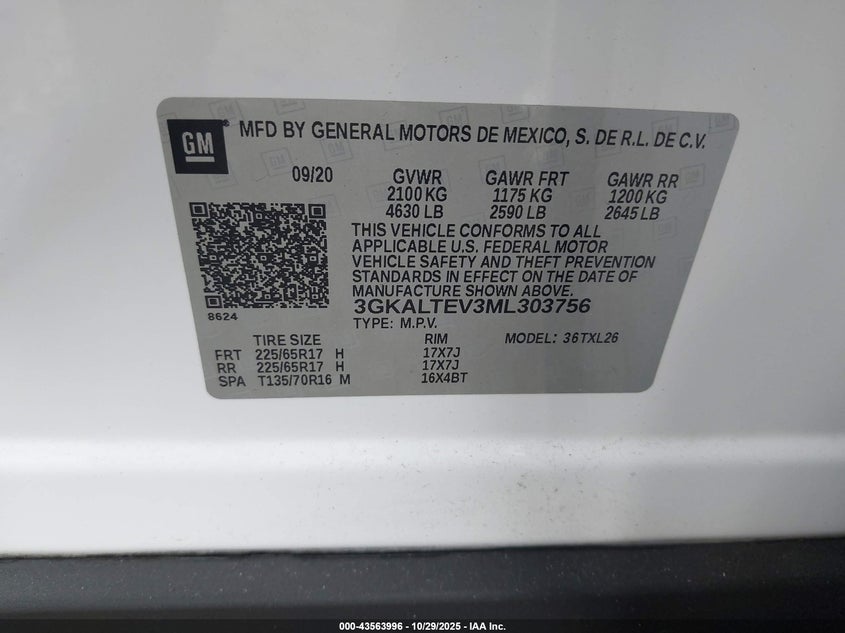 GM
MFD BY GENERAL MOTORS DE MEXICO, S. DE R.L. DE C.V.
09/20 GVWR GAWR FRT GAWR RR
2100 KG 1175 KG 1200 KG
4630 LB 2590 LB 2645 LB
THIS VEHICLE CONFORMS TO ALL
APPLICABLE U.S. FEDERAL MOTOR
VEHICLE SAFETY AND THEFT PREVENTION
STANDARDS IN EFFECT ON THE DATE OF
MANUFACTURE SHOWN ABOVE.
8624 3GKALTEV3ML303756
TYPE: M.P.V.
TIRE SIZE RIM MODEL: 36TXL26
FRT 225/65R17 H 17X7J
RR 225/65R17 H 17X7J
SPA T135/70R16 M 16X4BT
000-43563996 - 10/29/2025 - IAA Inc.